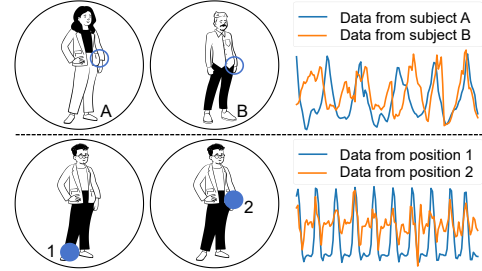 A
B
Data from subject A
Data from subject B
1
2
Data from position 1
Data from position 2